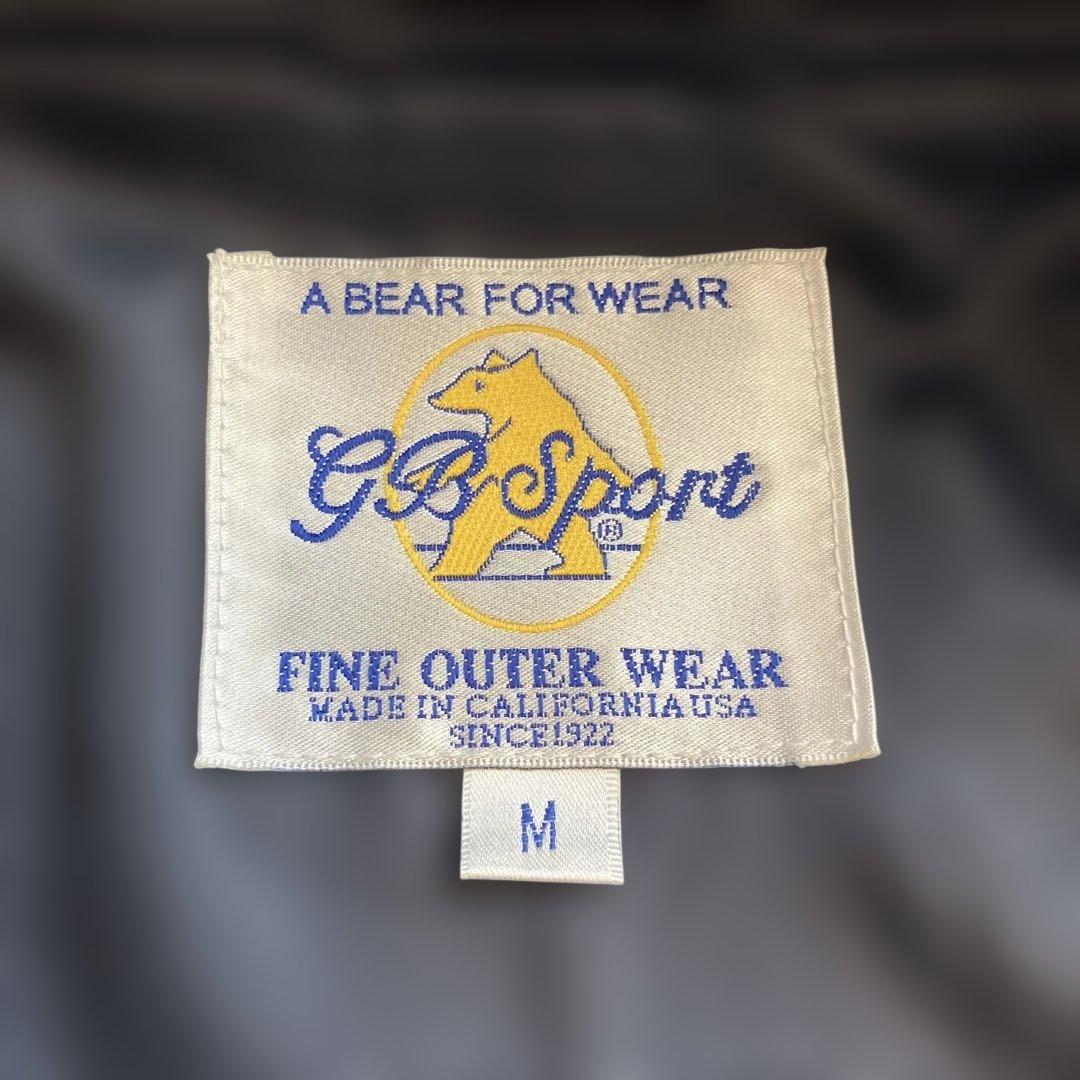 A BEAR FOR WEAR
GB Sport
®
FINE OUTER WEAR
MADE IN CALIFORNIA USA
SINCE 1922
M